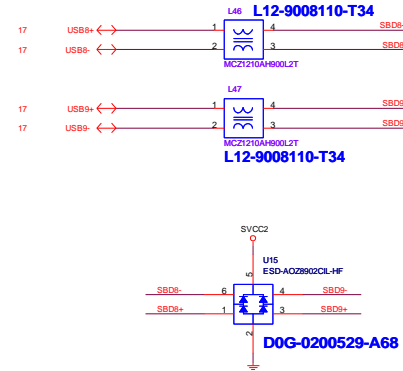 L46 L12-9008110-T34
17 USB8+ 1 4 SBD8-
17 USB8- 2 3 SBD8
MCZ1210AH900L2T
L47
17 USB9+ 1 4 SBD9
17 USB9- 2 3 SBD9
MCZ1210AH900L2T
L12-9008110-T34
SVCC2
U15
ESD-AOZ8902CIL-HF
5
SBD8- 6 4 SBD9-
SBD8+ 1 3 SBD9+
2
D0G-0200529-A68